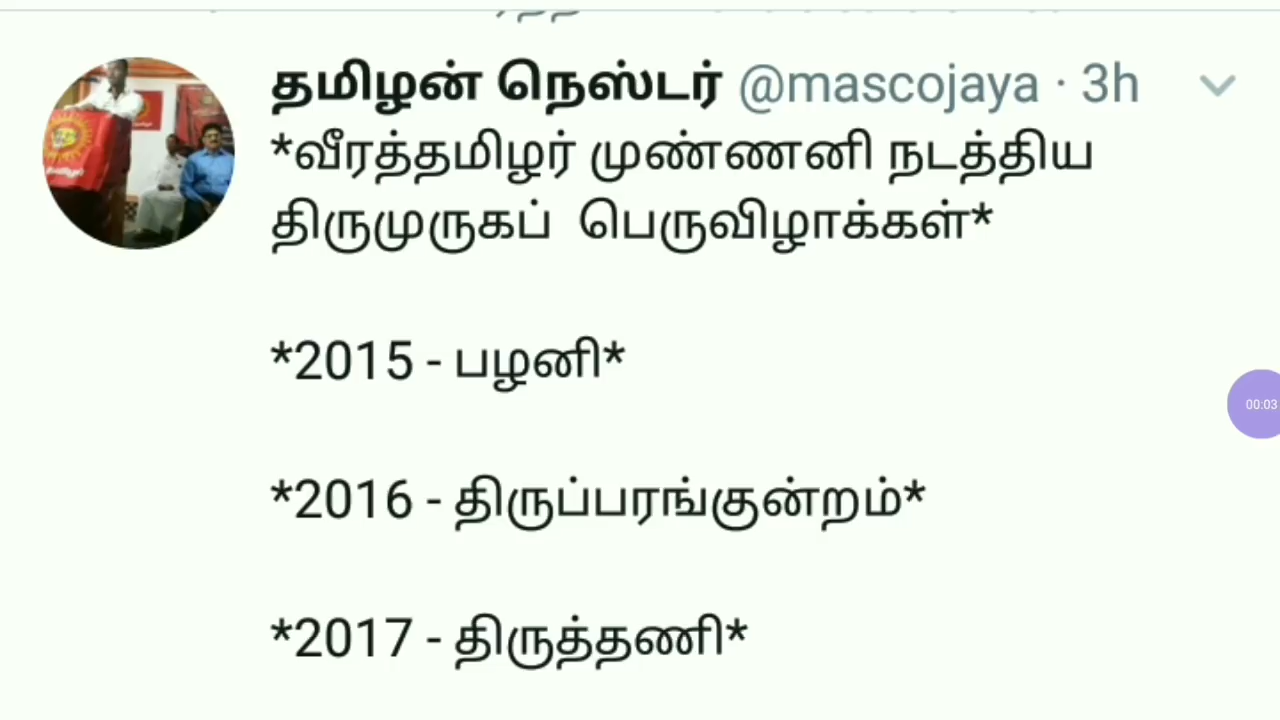 தமிழன் நெஸ்டர் @mascojaya · 3h
*வீரத்தமிழர் முண்ணனி நடத்திய
திருமுருகப் பெருவிழாக்கள்*
*2015 - பழனி*
*2016 - திருப்பரங்குன்றம்*
00:03
*2017 - திருத்தணி*